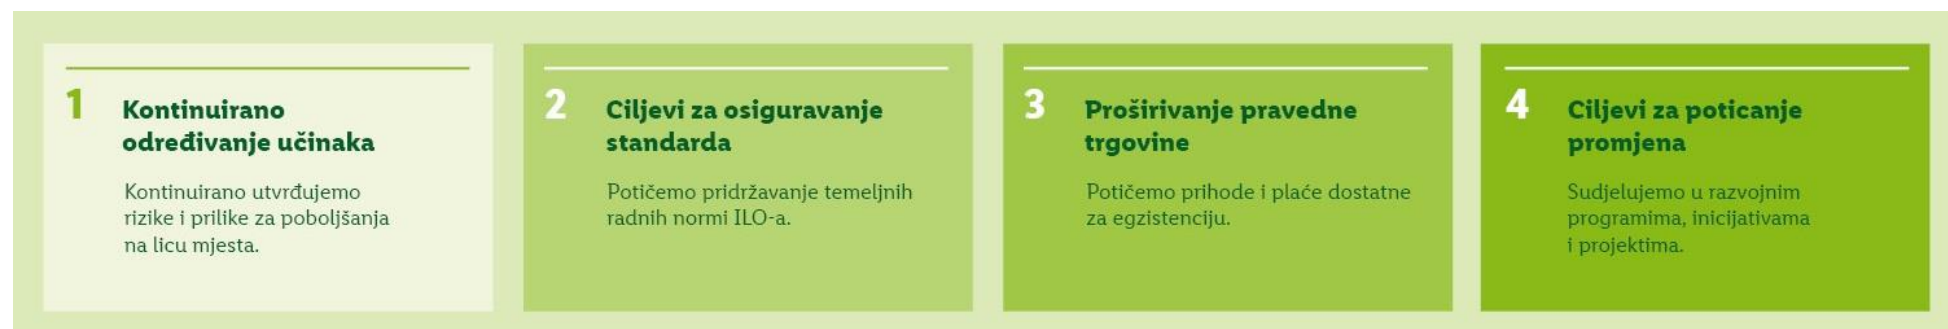 1
Kontinuirano
određivanje učinaka
Kontinuirano utvrđujemo
rizike i prilike za poboljšanja
na licu mjesta.
2
Ciljevi za osiguravanje
standarda
Potičemo pridržavanje temeljnih
radnih normi ILO-a.
3
Proširivanje pravedne
trgovine
Potičemo prihode i plaće dostatne
za egzistenciju.
4
Ciljevi za poticanje
promjena
Sudjelujemo u razvojnim
programima, inicijativama
i projektima.